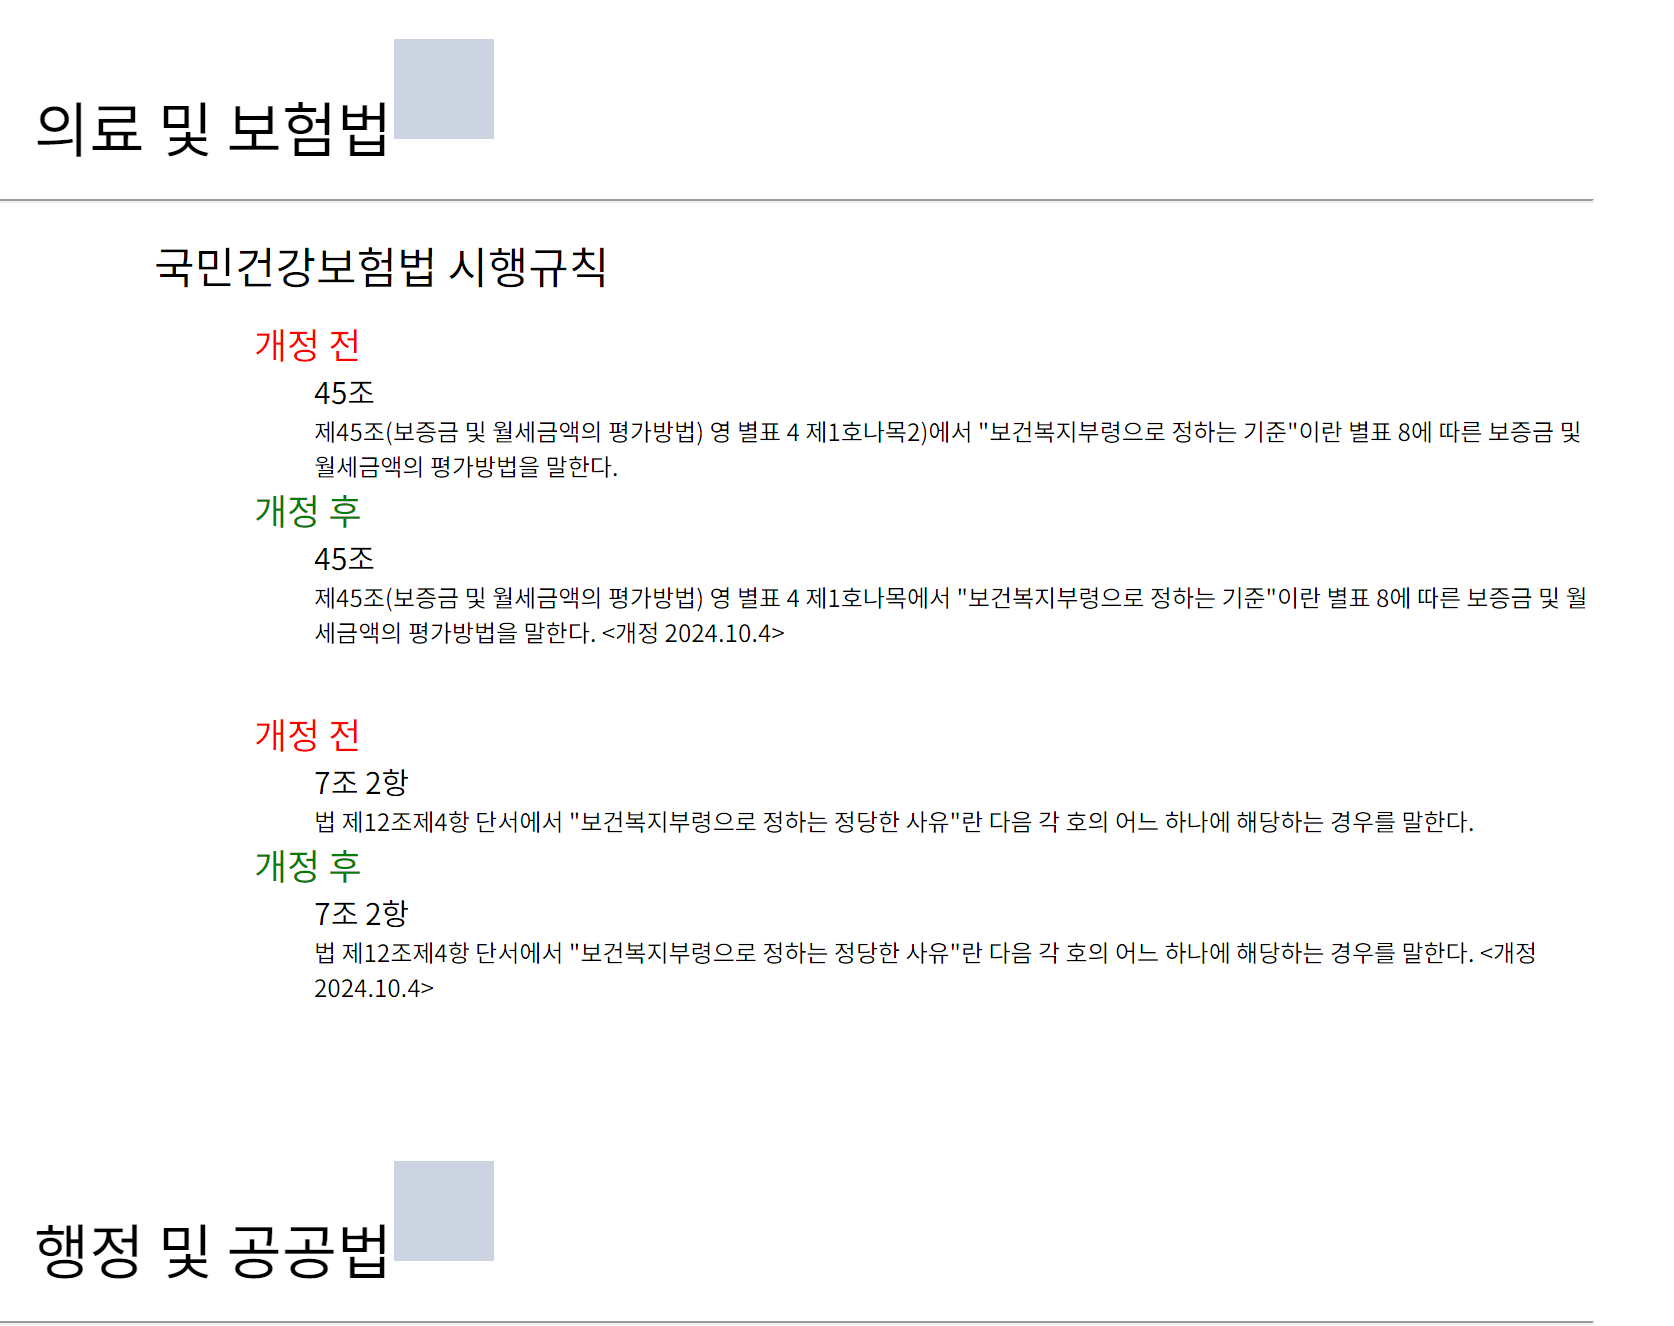 의료 및 보험법
국민건강보험법 시행규칙
개정 전
45조
제45조(보증금 및 월세금액의 평가방법) 영 별표 4 제1호나목2)에서 "보건복지부령으로 정하는 기준"이란 별표 8에 따른 보증금 및
월세금액의 평가방법을 말한다.
개정 후
45조
제45조(보증금 및 월세금액의 평가방법) 영 별표 4 제1호나목에서 "보건복지부령으로 정하는 기준"이란 별표 8에 따른 보증금 및 월
세금액의 평가방법을 말한다. <개정 2024.10.4>
개정 전
7조 2항
법 제12조제4항 단서에서 "보건복지부령으로 정하는 정당한 사유"란 다음 각 호의 어느 하나에 해당하는 경우를 말한다.
개정 후
7조 2항
법 제12조제4항 단서에서 "보건복지부령으로 정하는 정당한 사유"란 다음 각 호의 어느 하나에 해당하는 경우를 말한다. <개정
2024.10.4>
행정 및 공공법